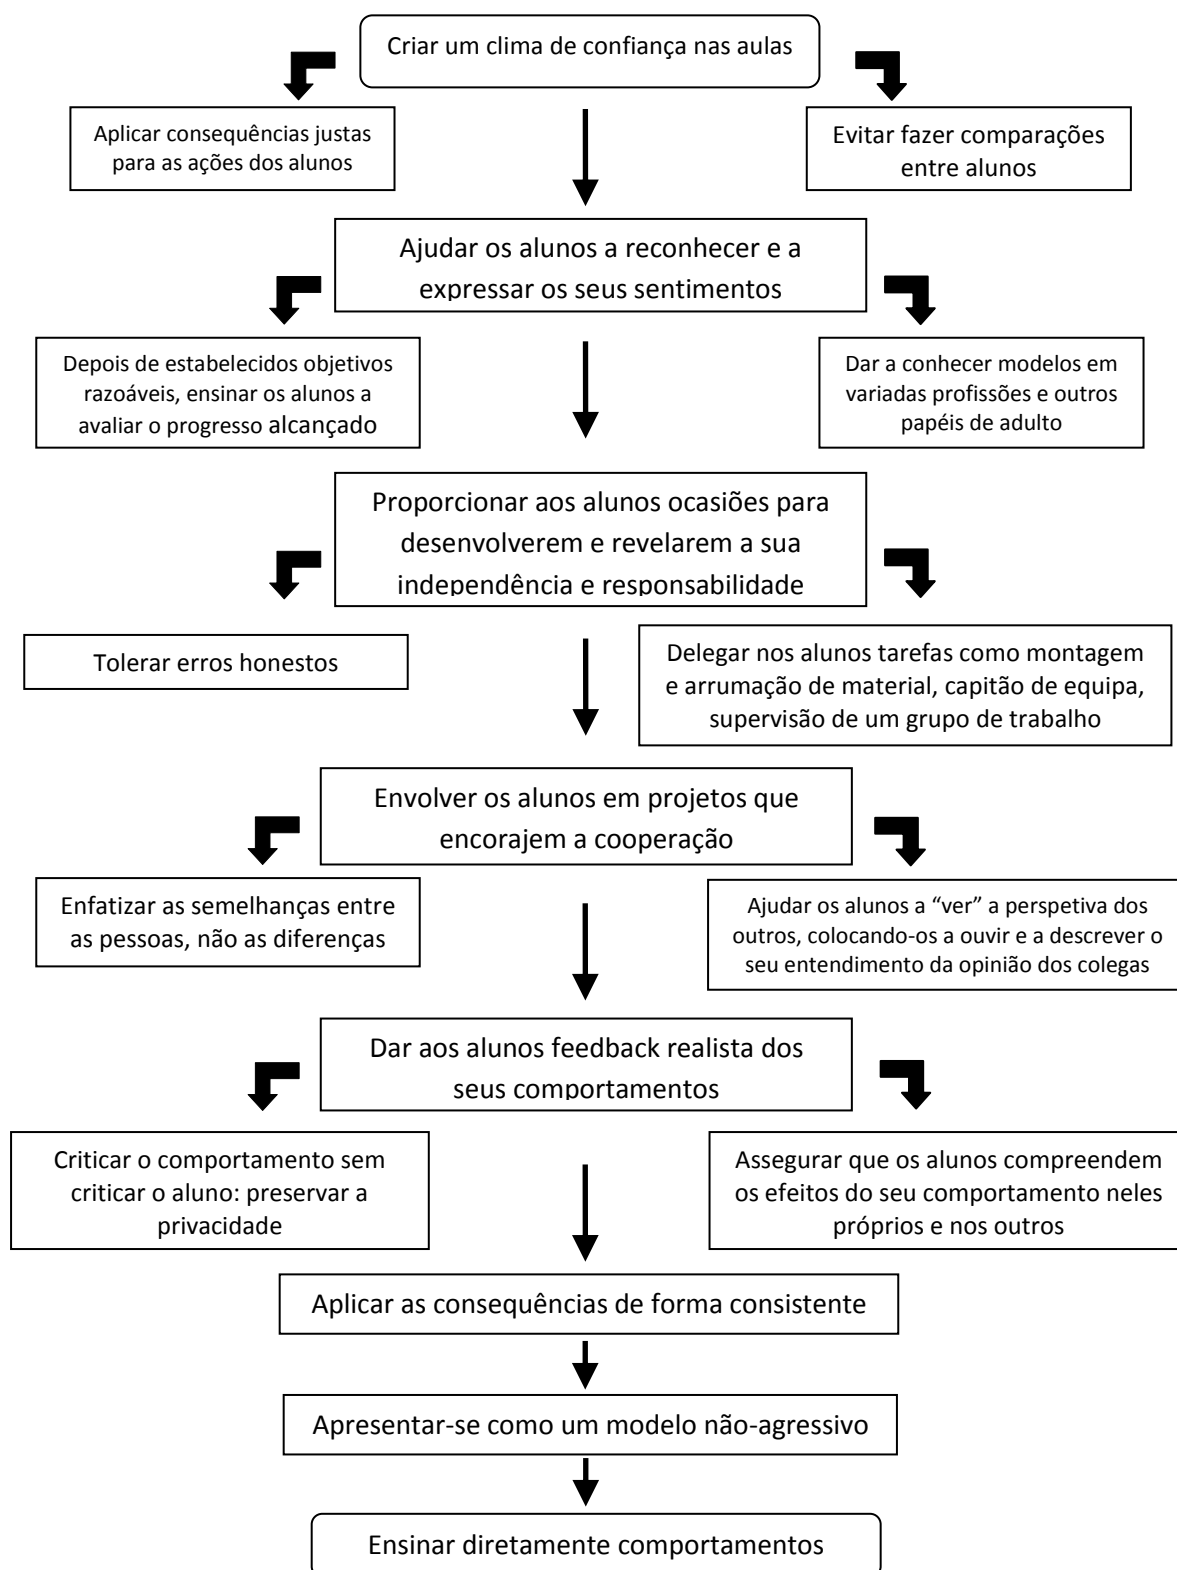 Criar um clima de confiança nas aulas
Aplicar consequências justas
para as ações dos alunos
Evitar fazer comparações
entre alunos
Ajudar os alunos a reconhecer e a
expressar os seus sentimentos
Depois de estabelecidos objetivos
razoáveis, ensinar os alunos a
avaliar o progresso alcançado
Dar a conhecer modelos em
variadas profissões e outros
papéis de adulto
Proporcionar aos alunos ocasiões para
desenvolverem e revelarem a sua
independência e responsabilidade
Tolerar erros honestos
Delegar nos alunos tarefas como montagem
e arrumação de material, capitão de equipa,
supervisão de um grupo de trabalho
Envolver os alunos em projetos que
encorajem a cooperação
Enfatizar as semelhanças entre
as pessoas, não as diferenças
Ajudar os alunos a “ver” a perspetiva dos
outros, colocando-os a ouvir e a descrever o
seu entendimento da opinião dos colegas
Dar aos alunos feedback realista dos
seus comportamentos
Criticar o comportamento sem
criticar o aluno: preservar a
privacidade
Assegurar que os alunos compreendem
os efeitos do seu comportamento neles
próprios e nos outros
Aplicar as consequências de forma consistente
Apresentar-se como um modelo não-agressivo
Ensinar diretamente comportamentos